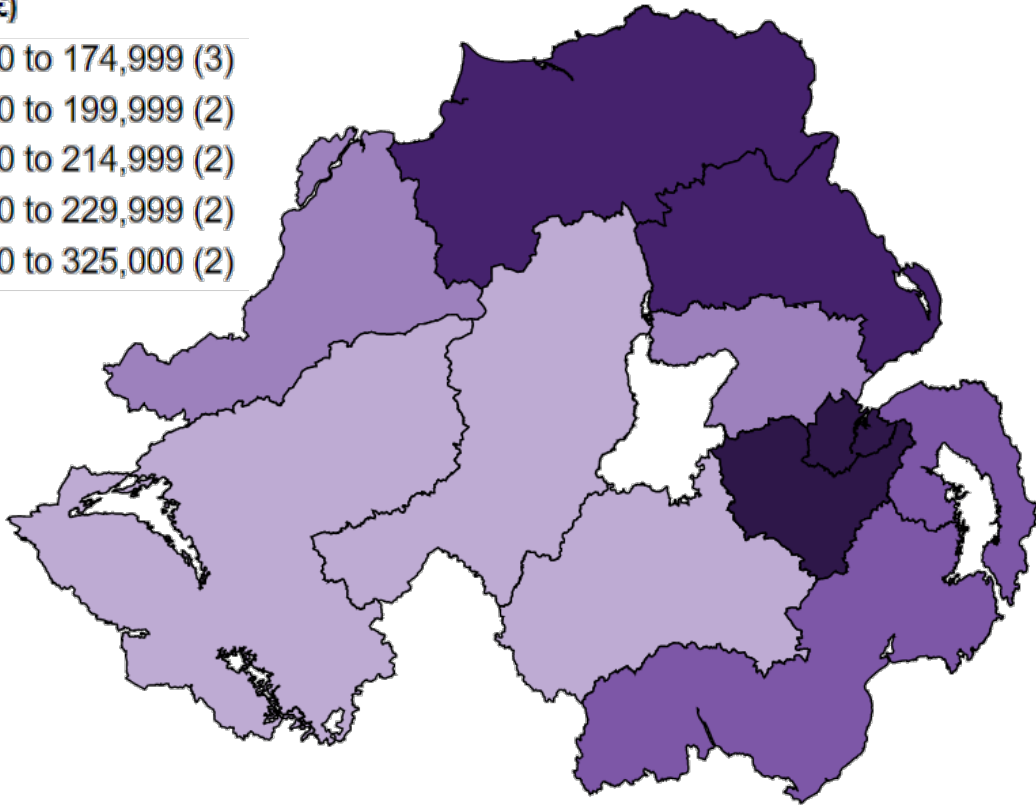 0 to 174,999 (3)
0 to 199,999 (2)
0 to 214,999 (2)
0 to 229,999 (2)
0 to 325,000 (2)